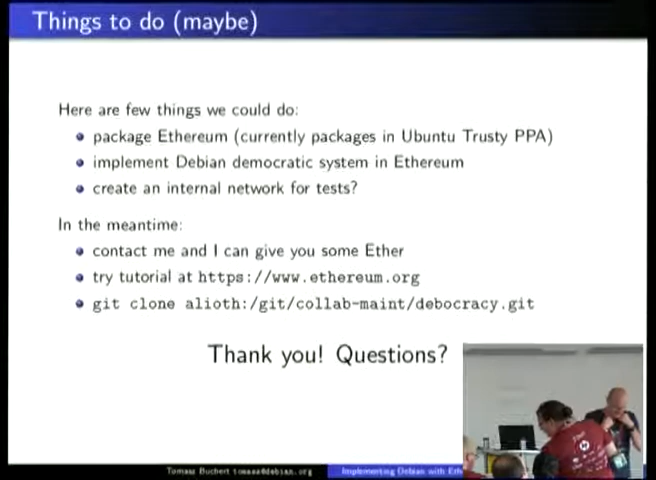 Things to do (maybe)
Here are few things we could do:
package Ethereum (currently packages in Ubuntu Trusty PPA)
implement Debian democratic system in Ethereum
create an internal network for tests?
In the meantime:
contact me and I can give you some Ether
try tutorial at https://www.ethereum.org
git clone alioth:/git/collab-maint/debocracy.git
Thank you! Questions?
Tomasz Buchert tomasz@debian.org
Implementing Debian with Eth